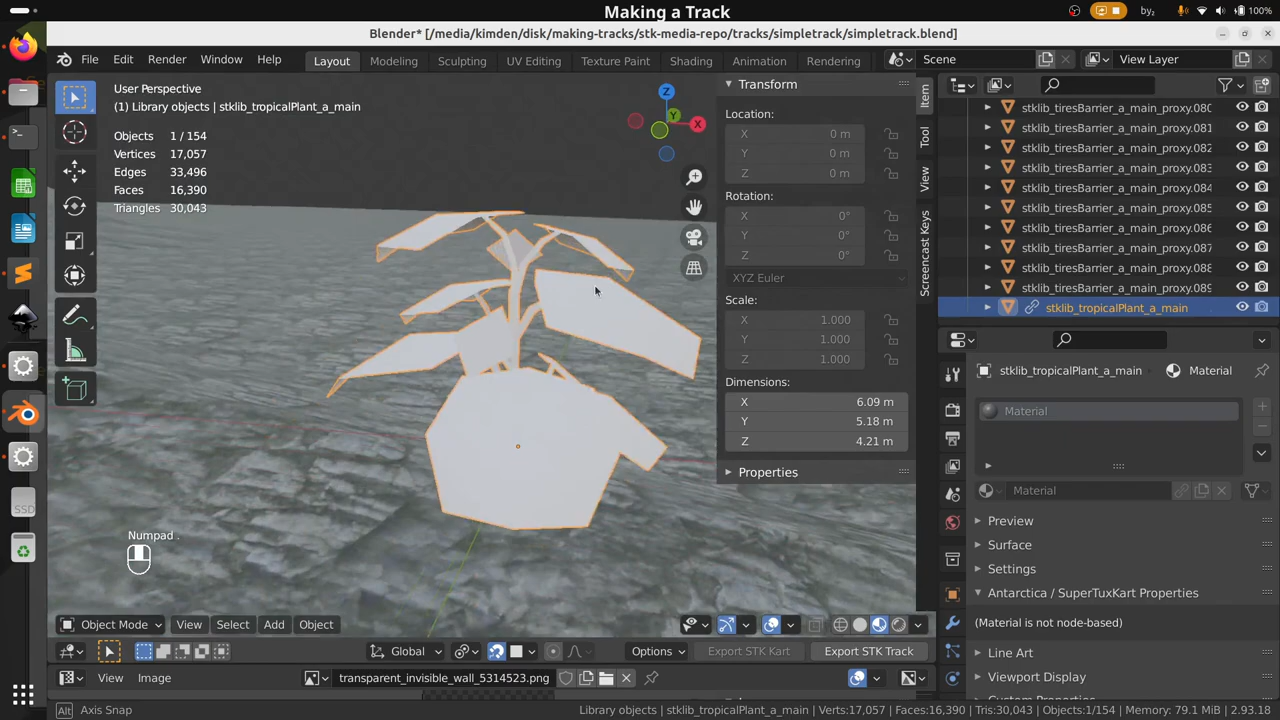 Making a Track
by₂
100%
Blender* [/media/kimden/disk/making-tracks/stk-media-repo/tracks/simpletrack/simpletrack.blend]
File Edit Render Window Help
Layout Modeling Sculpting UV Editing Texture Paint Shading Animation Rendering
Scene
View Layer
User Perspective
(1) Library objects | stklib_tropicalPlant_a_main
Objects 1 / 154
Vertices 17,057
Edges 33,496
Faces 16,390
Triangles 30,043
Z
Y
X
Transform
Location:
X 0 m
Y 0 m
Z 0 m
Rotation:
X 0°
Y 0°
Z 0°
XYZ Euler
Scale:
X 1.000
Y 1.000
Z 1.000
Dimensions:
X 6.09 m
Y 5.18 m
Z 4.21 m
Properties
Item
Tool
View
Screencast Keys
stklib_tiresBarrier_a_main_proxy.080
stklib_tiresBarrier_a_main_proxy.081
stklib_tiresBarrier_a_main_proxy.082
stklib_tiresBarrier_a_main_proxy.083
stklib_tiresBarrier_a_main_proxy.084
stklib_tiresBarrier_a_main_proxy.085
stklib_tiresBarrier_a_main_proxy.086
stklib_tiresBarrier_a_main_proxy.087
stklib_tiresBarrier_a_main_proxy.088
stklib_tiresBarrier_a_main_proxy.089
stklib_tropicalPlant_a_main
stklib_tropicalPlant_a_main Material
Material
Material
Preview
Surface
Settings
Antarctica / SuperTuxKart Properties
(Material is not node-based)
Line Art
Viewport Display
Custom Properties
Numpad .
SSD
Object Mode View Select Add Object
Global
Options Export STK Kart Export STK Track
View Image
transparent_invisible_wall_5314523.png
Alt Axis Snap
Library objects | stklib_tropicalPlant_a_main | Verts:17,057 | Faces:16,390 | Tris:30,043 | Objects:1/154 | Memory: 79.1 MiB | 2.93.18